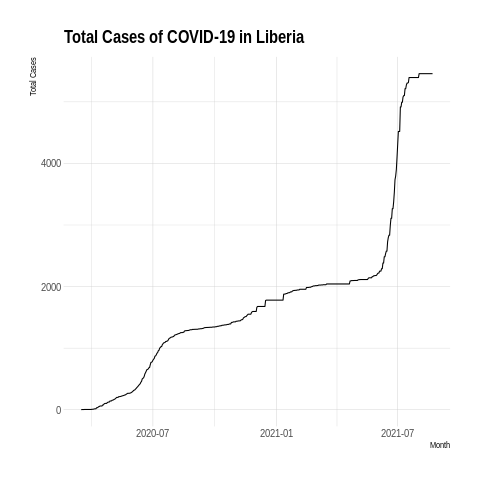 Total Cases of COVID-19 in Liberia
Total Cases
4000
2000
0
2020-07 2021-01 2021-07
Month